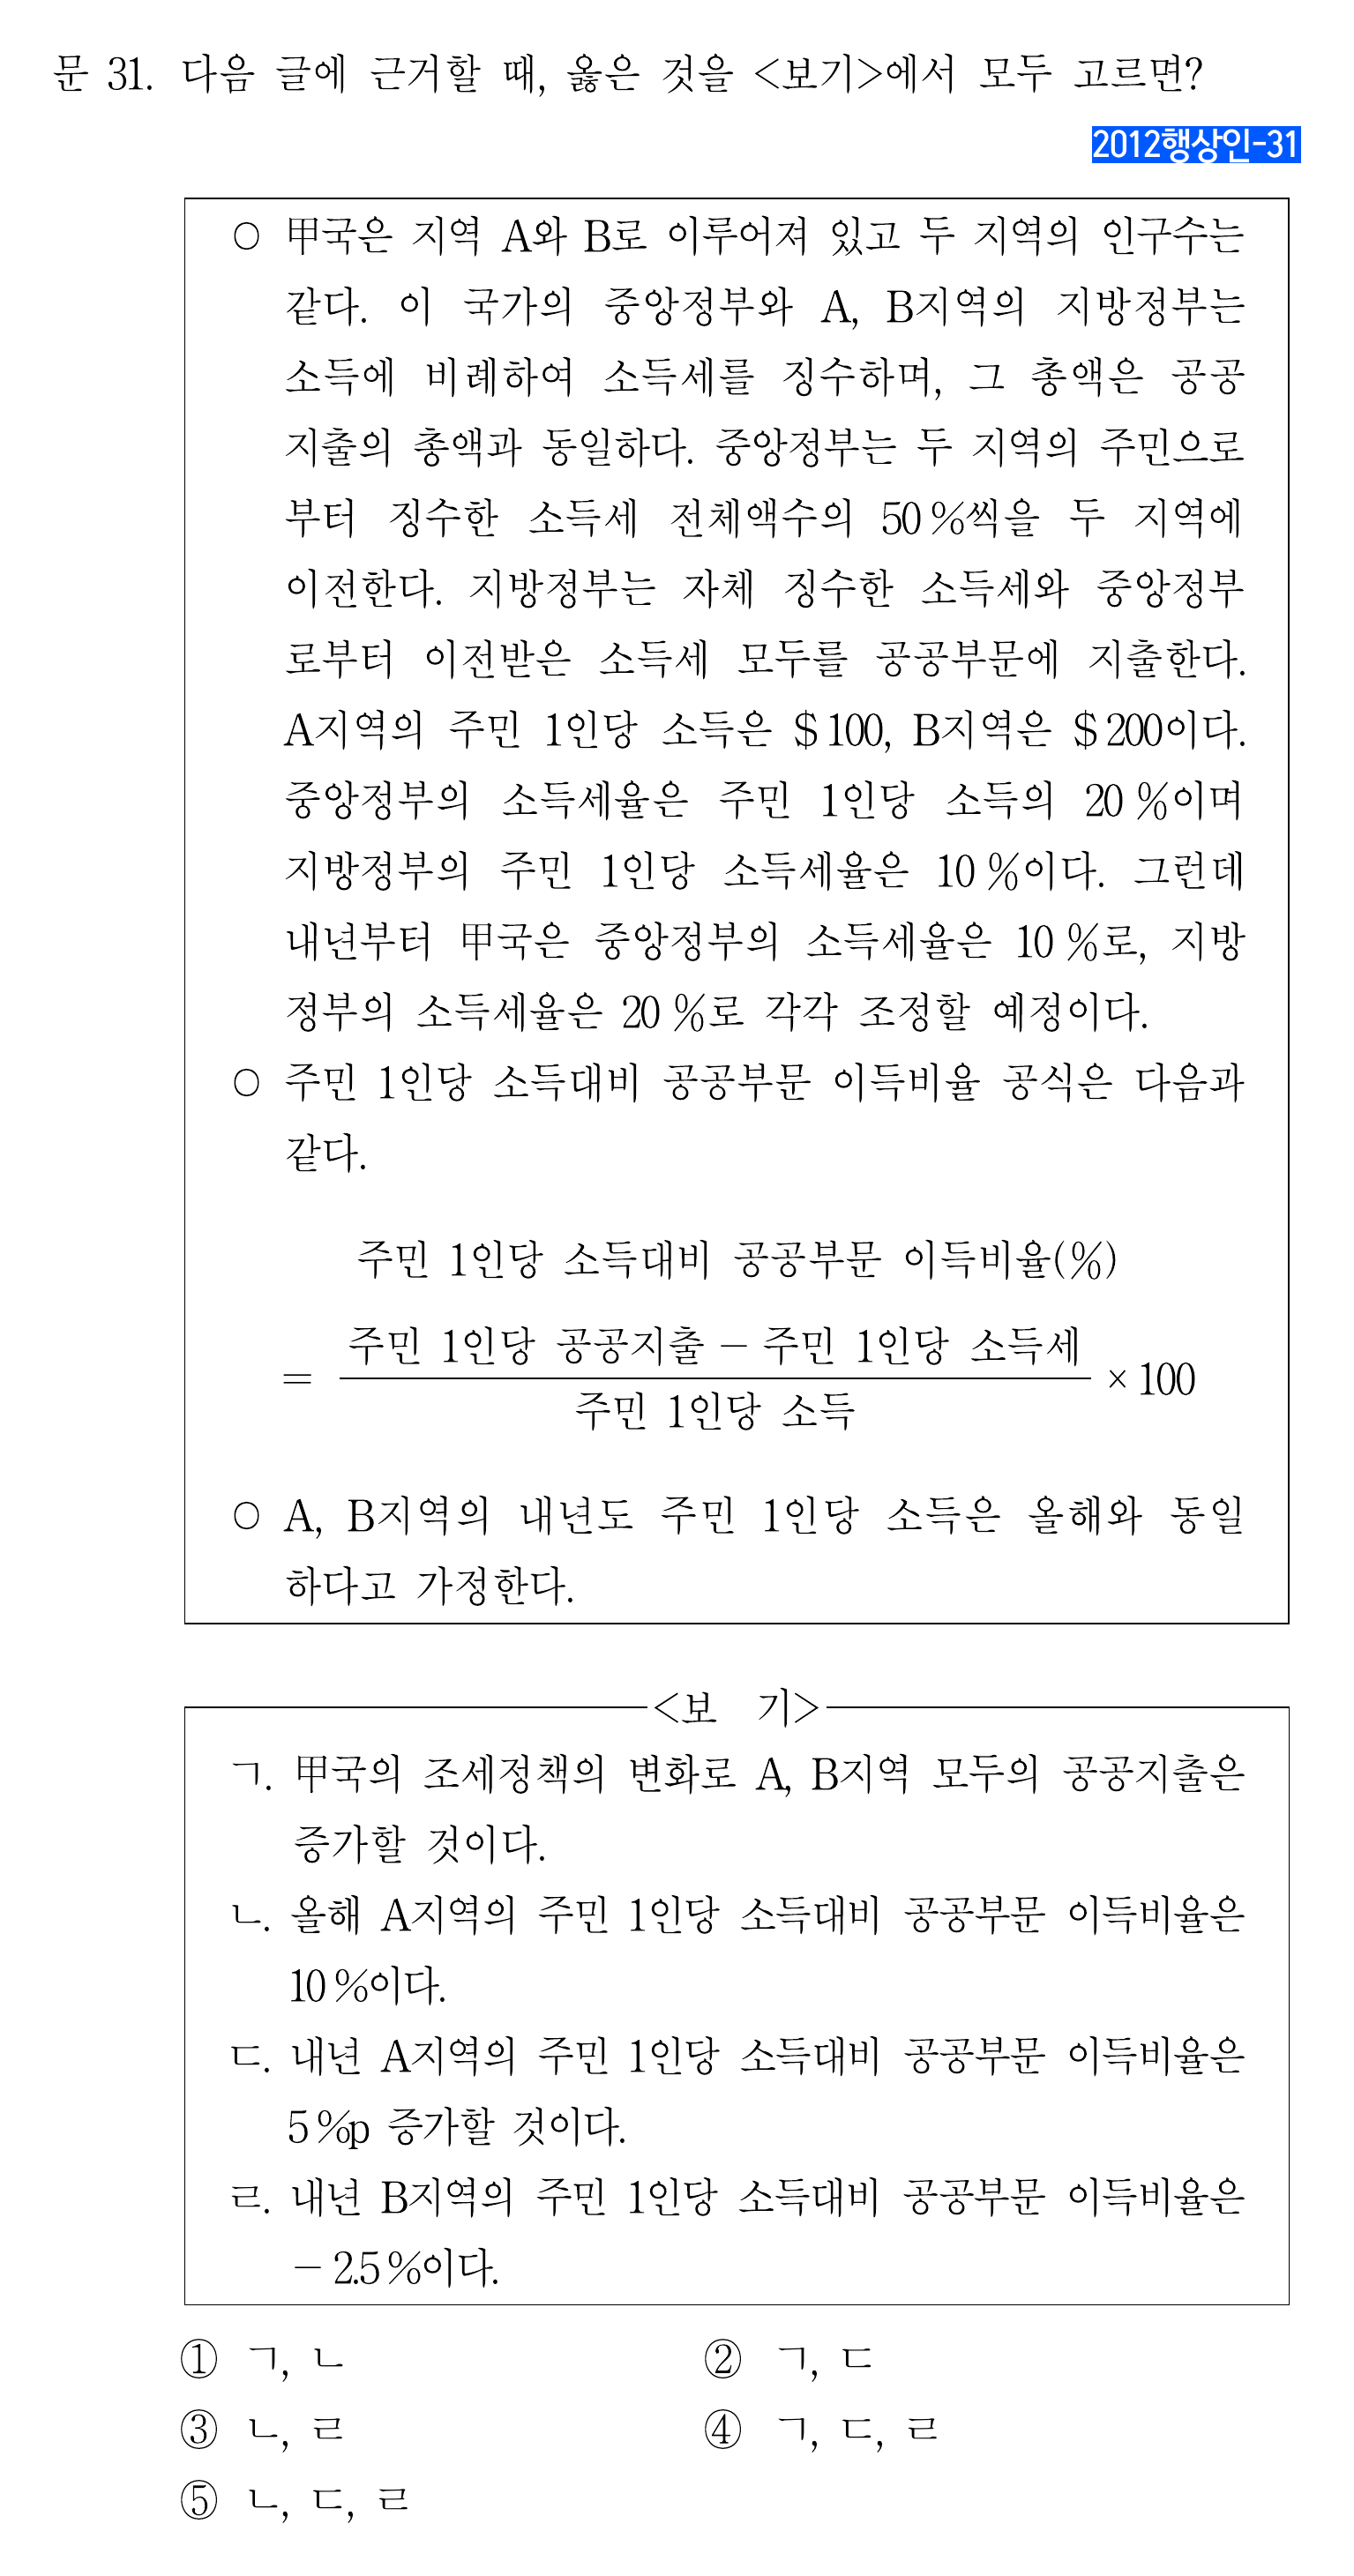 문 31. 다음 글에 근거할 때, 옳은 것을 <보기>에서 모두 고르면?
2012행상인-31
○ 甲국은 지역 A와 B로 이루어져 있고 두 지역의 인구수는
같다. 이 국가의 중앙정부와 A, B지역의 지방정부는
소득에 비례하여 소득세를 징수하며, 그 총액은 공공
지출의 총액과 동일하다. 중앙정부는 두 지역의 주민으로
부터 징수한 소득세 전체액수의 50%씩을 두 지역에
이전한다. 지방정부는 자체 징수한 소득세와 중앙정부
로부터 이전받은 소득세 모두를 공공부문에 지출한다.
A지역의 주민 1인당 소득은 $100, B지역은 $200이다.
중앙정부의 소득세율은 주민 1인당 소득의 20%이며
지방정부의 주민 1인당 소득세율은 10%이다. 그런데
내년부터 甲국은 중앙정부의 소득세율은 10%로, 지방
정부의 소득세율은 20%로 각각 조정할 예정이다.
○ 주민 1인당 소득대비 공공부문 이득비율 공식은 다음과
같다.
주민 1인당 소득대비 공공부문 이득비율(%)
= (주민 1인당 공공지출 - 주민 1인당 소득세) / 주민 1인당 소득 × 100
○ A, B지역의 내년도 주민 1인당 소득은 올해와 동일
하다고 가정한다.
<보 기>
ㄱ. 甲국의 조세정책의 변화로 A, B지역 모두의 공공지출은
증가할 것이다.
ㄴ. 올해 A지역의 주민 1인당 소득대비 공공부문 이득비율은
10%이다.
ㄷ. 내년 A지역의 주민 1인당 소득대비 공공부문 이득비율은
5%p 증가할 것이다.
ㄹ. 내년 B지역의 주민 1인당 소득대비 공공부문 이득비율은
- 2.5%이다.
① ㄱ, ㄴ ② ㄱ, ㄷ
③ ㄴ, ㄹ ④ ㄱ, ㄷ, ㄹ
⑤ ㄴ, ㄷ, ㄹ